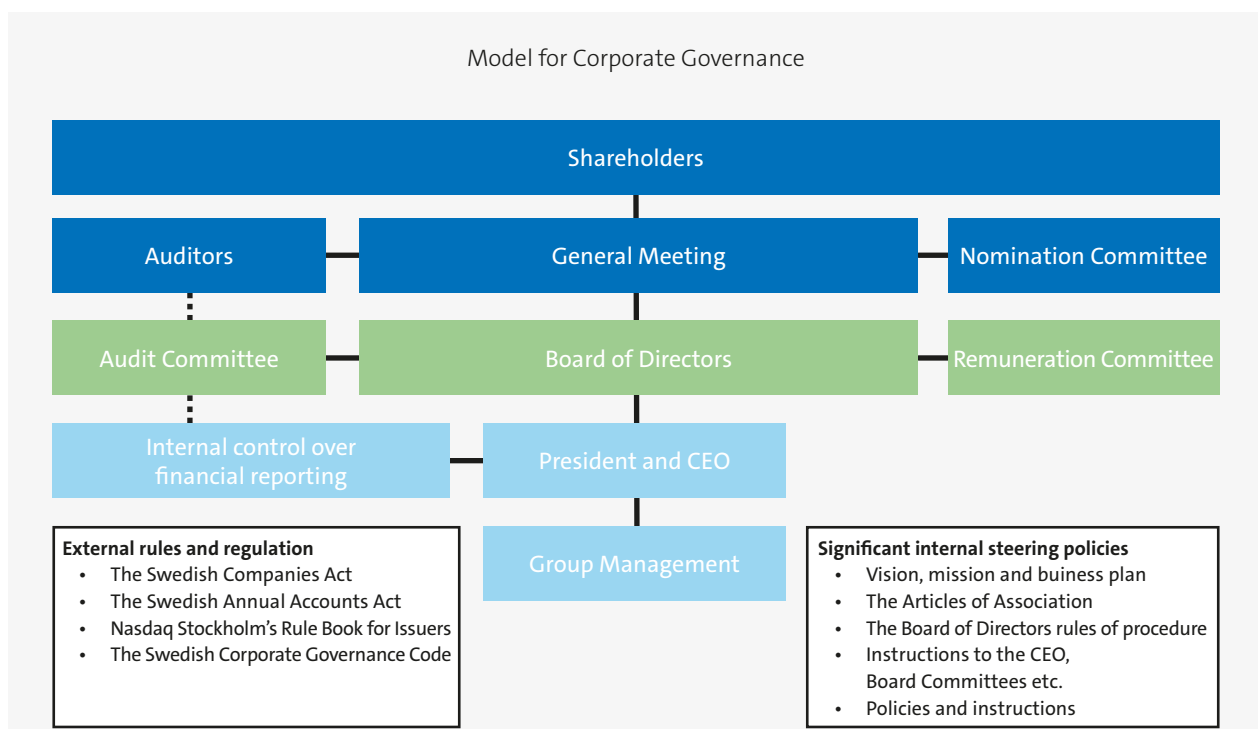 Model for Corporate Governance
Shareholders
Auditors
General Meeting
Nomination Committee
Audit Committee
Board of Directors
Remuneration Committee
Internal control over
financial reporting
President and CEO
Group Management
External rules and regulation
• The Swedish Companies Act
• The Swedish Annual Accounts Act
• Nasdaq Stockholm’s Rule Book for Issuers
• The Swedish Corporate Governance Code
Significant internal steering policies
• Vision, mission and buiness plan
• The Articles of Association
• The Board of Directors rules of procedure
• Instructions to the CEO,
Board Committees etc.
• Policies and instructions